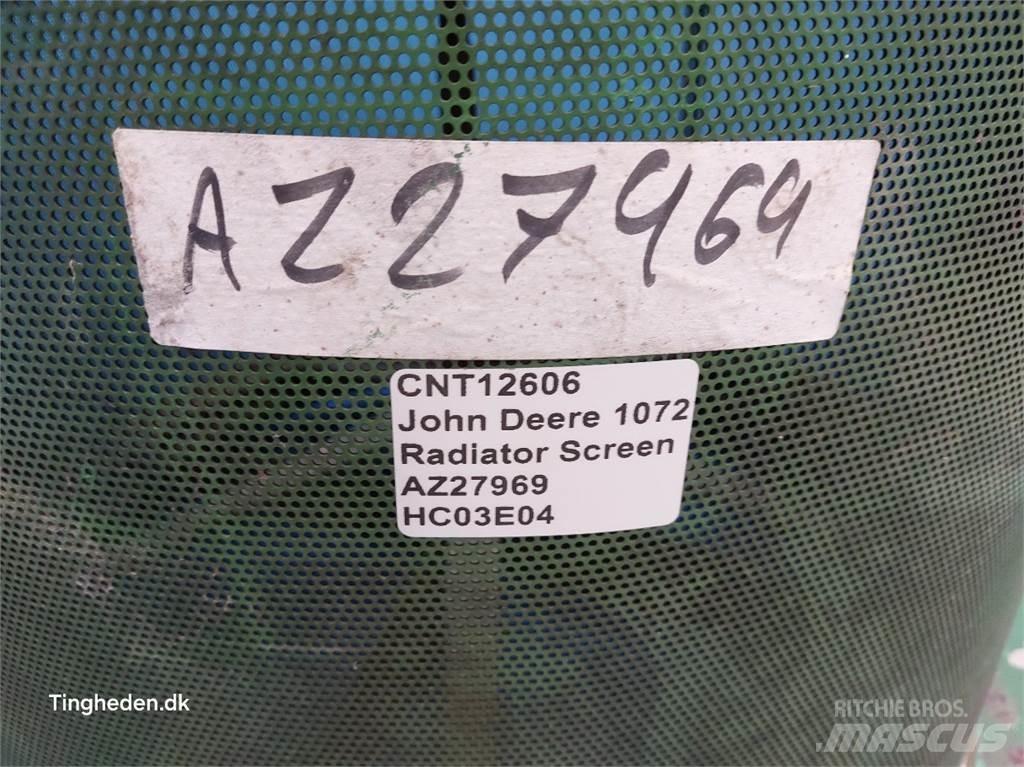 AZ27969
CNT12606
John Deere 1072
Radiator Screen
AZ27969
HC03E04
Tingheden.dk
RITCHIE BROS.
MASCUS